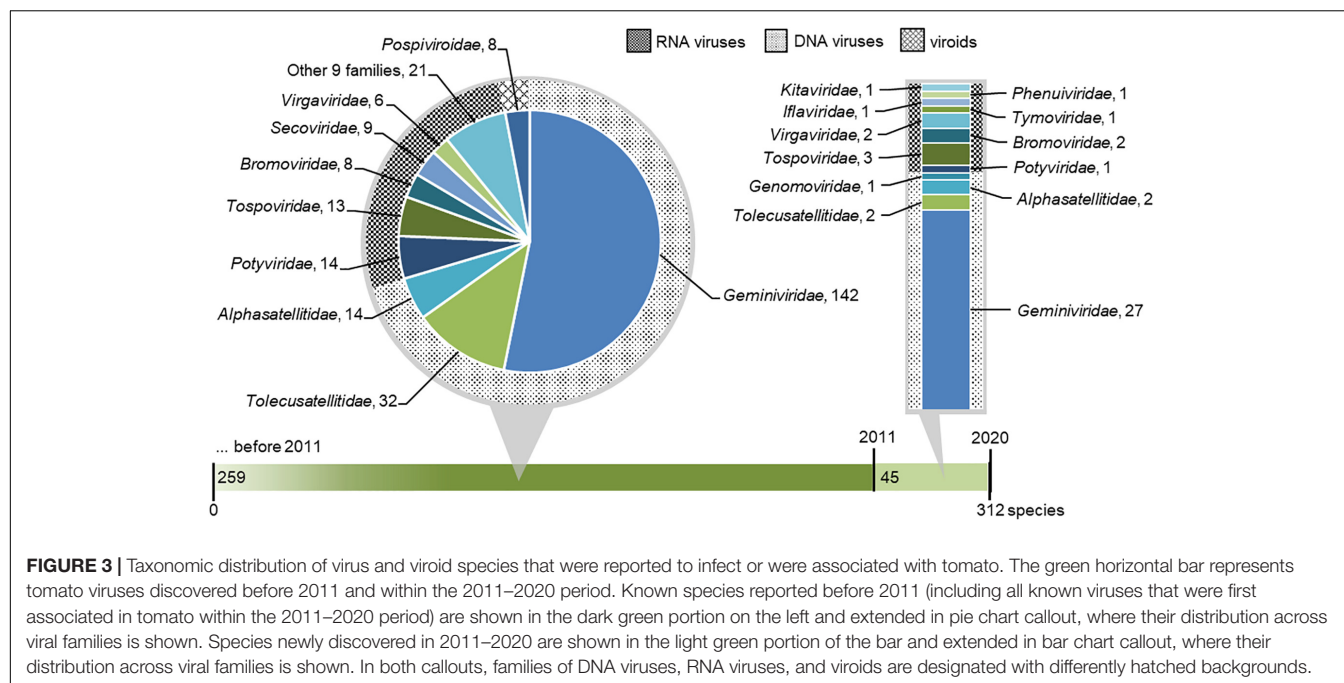 Pospiviroidae, 8
Other 9 families, 21
Virgaviridae, 6
Secoviridae, 9
Bromoviridae, 8
Tospoviridae, 13
Potyviridae, 14
Alphasatellitidae, 14
Tolecusatellitidae, 32
Geminiviridae, 142
RNA viruses
DNA viruses
viroids
Kitaviridae, 1
Iflaviridae, 1
Virgaviridae, 2
Tospoviridae, 3
Genomoviridae, 1
Tolecusatellitidae, 2
Phenuiviridae, 1
Tymoviridae, 1
Bromoviridae, 2
Potyviridae, 1
Alphasatellitidae, 2
Geminiviridae, 27
... before 2011
2011
2020
259
45
0
312 species
FIGURE 3 | Taxonomic distribution of virus and viroid species that were reported to infect or were associated with tomato. The green horizontal bar represents
tomato viruses discovered before 2011 and within the 2011–2020 period. Known species reported before 2011 (including all known viruses that were first
associated in tomato within the 2011–2020 period) are shown in the dark green portion on the left and extended in pie chart callout, where their distribution across
viral families is shown. Species newly discovered in 2011–2020 are shown in the light green portion of the bar and extended in bar chart callout, where their
distribution across viral families is shown. In both callouts, families of DNA viruses, RNA viruses, and viroids are designated with differently hatched backgrounds.